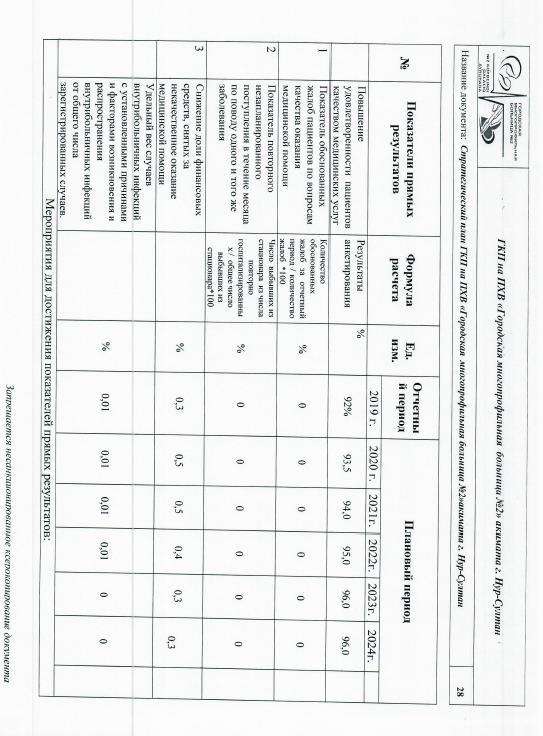 ГОРОДСКАЯ
МНОГОПРОФИЛЬНАЯ
БОЛЬНИЦА №2
№2 KÓPBEIINDI
QALALYQ
AYRUHANA
ГКП на ПХВ «Городская многопрофильная больница №2» акимата г. Нур-Султан
Название документа: Стратегический план ГКП на ПХВ «Городская многопрофильная больница №2»акимата г. Нур-Султан
28
№
Показатели прямых
результатов
Формула
расчета
Ед.
изм.
Отчетны
й период
Плановый период
2019 г. 2020 г. 2021г. 2022г. 2023г. 2024г.
Повышение
удовлетворенности пациентов
качеством медицинских услуг
Результаты
анкетирования
%
92% 93,5 94,0 95,0 96,0 96,0
1
Показатель обоснованных
жалоб пациентов по вопросам
качества оказания
медицинской помощи
Количество
обоснованных
жалоб за отчетный
период / количество
жалоб *100
%
0 0 0 0 0 0
2
Показатель повторного
незапланированного
поступления в течение месяца
по поводу одного и того же
заболевания
Число выбывших из
стационара из числа
повторно
госпитализированны
х / общее число
выбывших из
стационара*100
%
0 0 0 0 0 0
3
Снижение доли финансовых
средств, снятых за
некачественное оказание
медицинской помощи
%
0,3 0,5 0,5 0,4 0,3 0,3
Удельный вес случаев
внутрибольничных инфекций
с установленными причинами
и факторами возникновения и
распространения
внутрибольничных инфекций
от общего числа
зарегистрированных случаев.
%
0,01 0,01 0,01 0,01 0 0
Мероприятия для достижения показателей прямых результатов:
Запрещается несанкционированное ксерокопирование документа